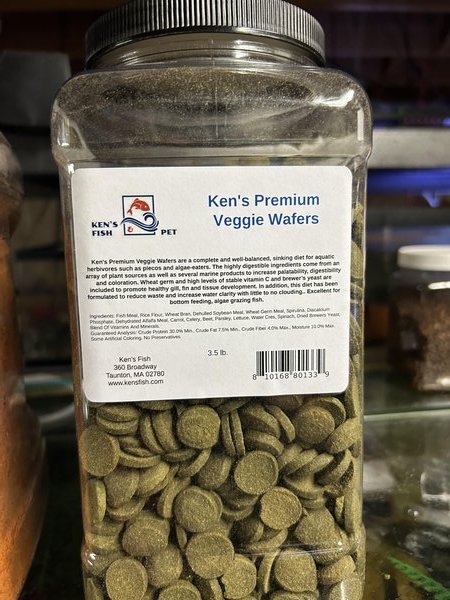 KEN'S
FISH PET
Ken's Premium
Veggie Wafers
Ken's Premium Veggie Wafers are a complete and well-balanced, sinking diet for aquatic
herbivores such as plecos and algae-eaters. The highly digestible ingredients come from an
array of plant sources as well as several marine products to increase palatability, digestibility
and coloration. Wheat germ and high levels of stable vitamin C and brewer's yeast are
included to promote healthy gill, fin and tissue development. In addition, this diet has been
formulated to reduce waste and increase water clarity with little to no clouding.. Excellent for
bottom feeding, algae grazing fish.
Ingredients: Fish Meal, Rice Flour, Wheat Bran, Dehulled Soybean Meal, Wheat Germ Meal, Spirulina, Diacalcium
Phosphate, Dehydrated Alfalfa Meal, Carrot, Celery, Beet, Parsley, Lettuce, Water Cres, Spinach, Dried Brewers Yeast,
Blend Of Vitamins And Minerals.
Guaranteed Analysis: Crude Protein 30.0% Min. Crude Fat 7.5% Min. Crude Fiber 4.0% Max., Moisture 10.0% Max.
Some Artificial Coloring. No Preservatives
3.5 lb.
Ken's Fish
360 Broadway
Taunton, MA 02780
www.kensfish.com
8 10168 80133 9